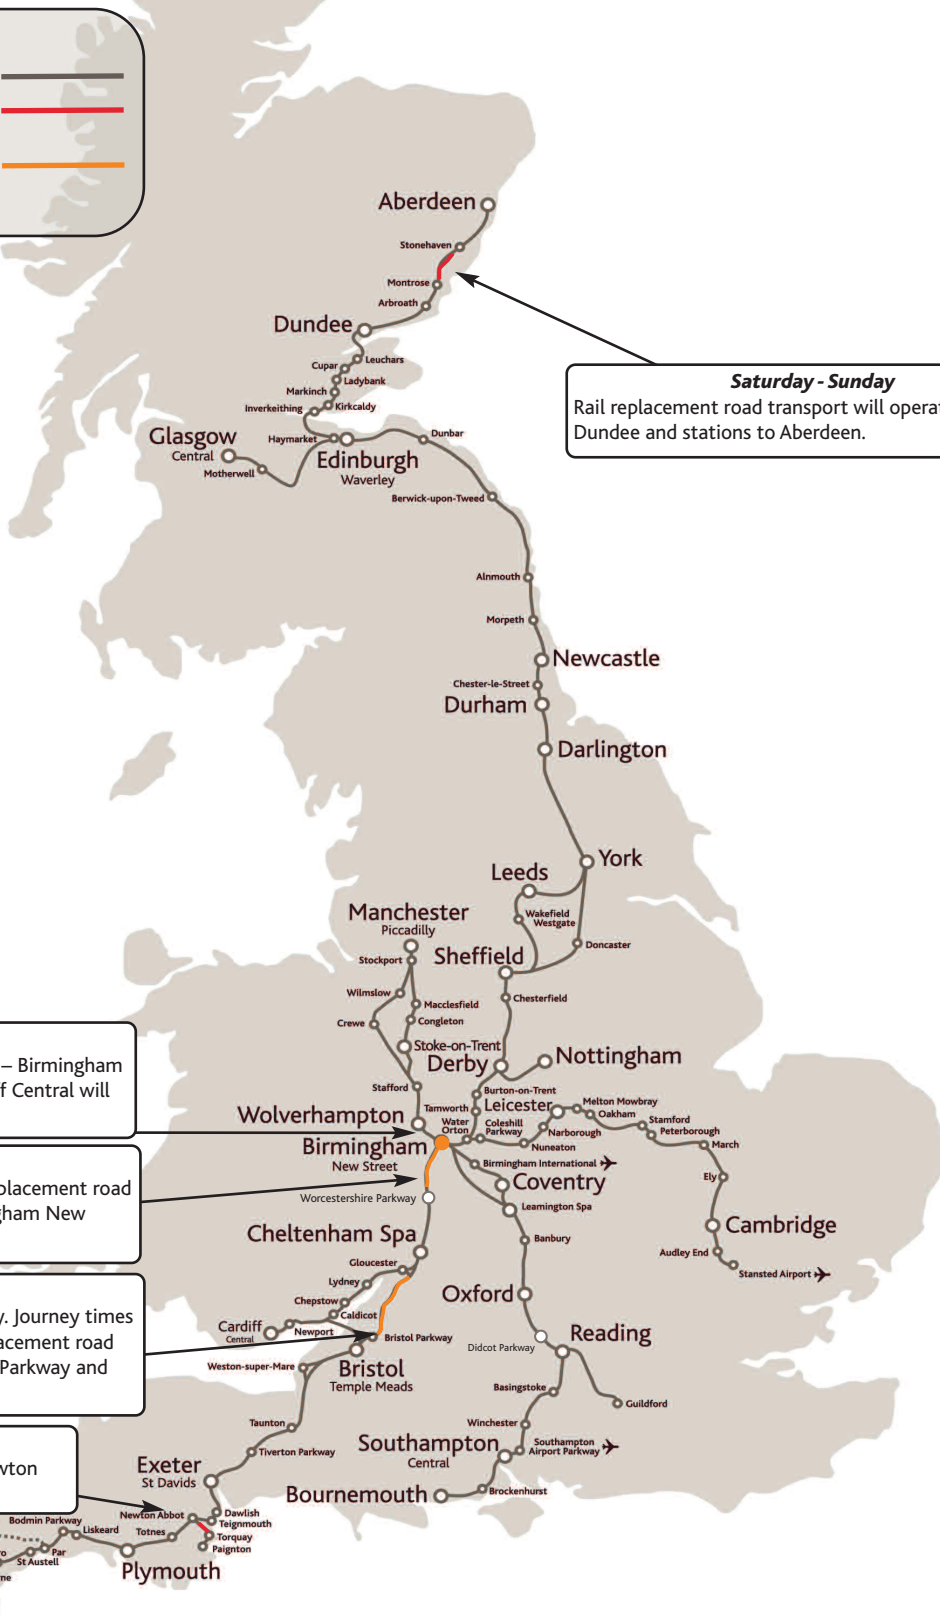 Aberdeen
Stonehaven
Montrose
Arbroath
Dundee
Leuchars
Cupar
Ladybank
Markinch
Kirkcaldy
Inverkeithing
Saturday - Sunday
Rail replacement road transport will
Dundee and stations to Aberdeen.
Glasgow
Central
Haymarket
Dunbar
Motherwell
Edinburgh
Waverley
Berwick-upon-Tweed
Alnmouth
Morpeth
Newcastle
Chester-le-Street
Durham
Darlington
York
Leeds
Wakefield
Westgate
Manchester
Piccadilly
Doncaster
Stockport
Sheffield
Wilmslow
Chesterfield
Macclesfield
Crewe
Congleton
Stoke-on-Trent
Derby
Nottingham
– Birmingham
Central will
Stafford
Burton-on-Trent
Tamworth
Leicester
Melton Mowbray
Oakham
Wolverhampton
Water
Orton
Coleshill
Parkway
Stamford
Peterborough
Narborough
March
Birmingham
New Street
Nuneaton
Birmingham International
Ely
road
New
Worcestershire Parkway
Coventry
Leamington Spa
Cheltenham Spa
Banbury
Cambridge
Gloucester
Audley End
Stansted Airport
Lydney
Oxford
Chepstow
Caldicot
. Journey times
road
Parkway and
Cardiff
Central
Newport
Bristol Parkway
Didcot Parkway
Reading
Weston-super-Mare
Bristol
Temple Meads
Basingstoke
Guildford
Taunton
Winchester
Tiverton Parkway
Southampton
Central
Southampton
Airport Parkway
Exeter
St Davids
Bournemouth
Brockenhurst
Newton Abbot
Dawlish
Teignmouth
Bodmin Parkway
Liskeard
Totnes
Torquay
Paignton
Par
St Austell
Plymouth